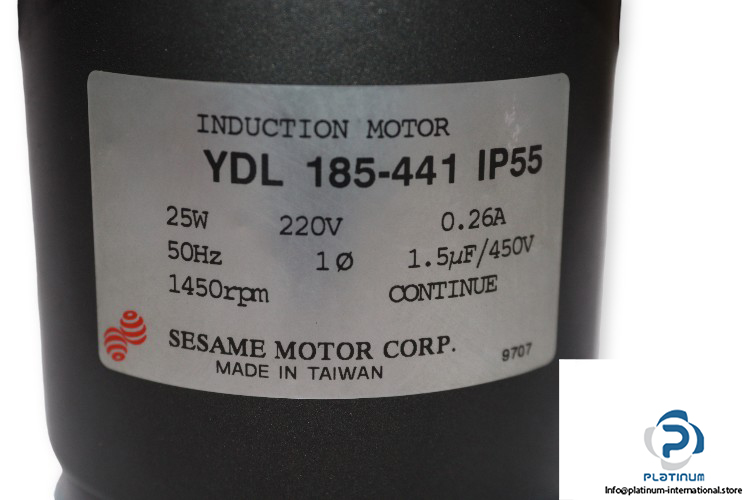 INDUCTION MOTOR
YDL 185-441 IP55
25W 220V 0.26A
50Hz 1Ø 1.5µF/450V
1450rpm CONTINUE
SESAME MOTOR CORP.
MADE IN TAIWAN 9707
PLATINUM
Info@platinum-international.store